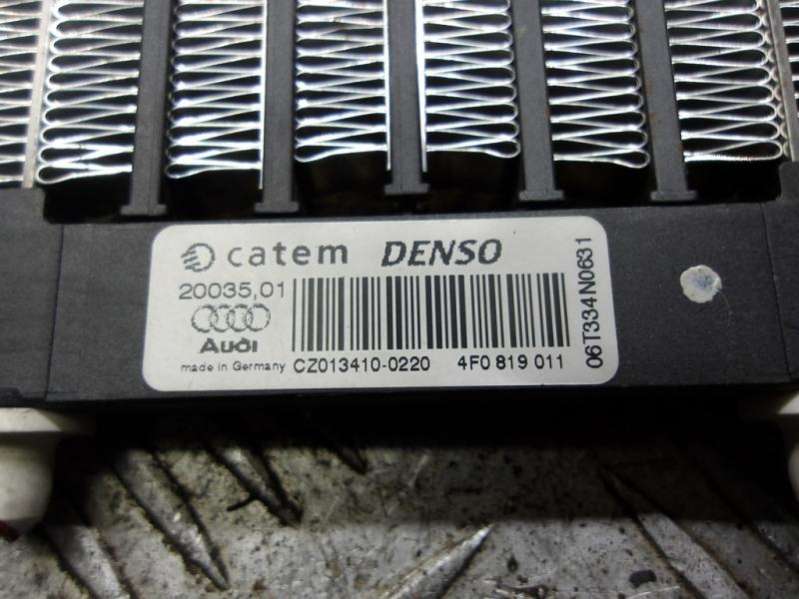 catem DENSO
20035,01
Audi
made in Germany CZ013410-0220 4F0 819 011
06T334N0631